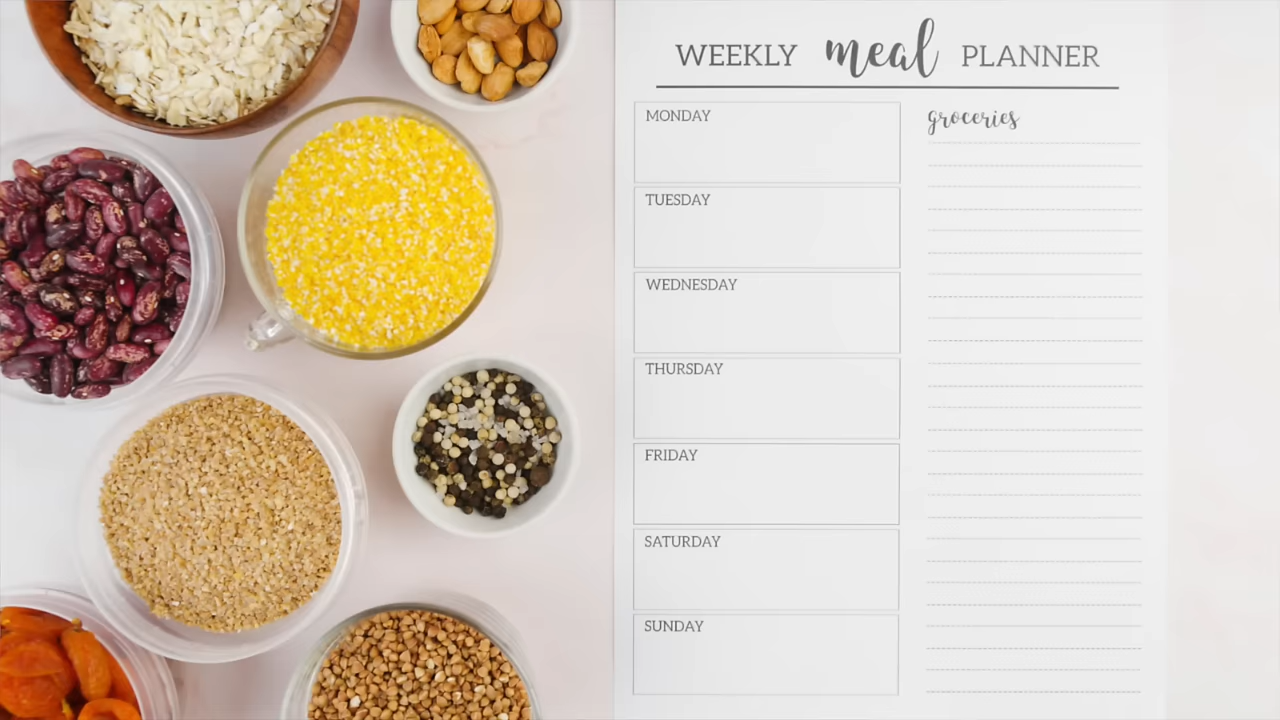 WEEKLY meal PLANNER
MONDAY
TUESDAY
WEDNESDAY
THURSDAY
FRIDAY
SATURDAY
SUNDAY
groceries